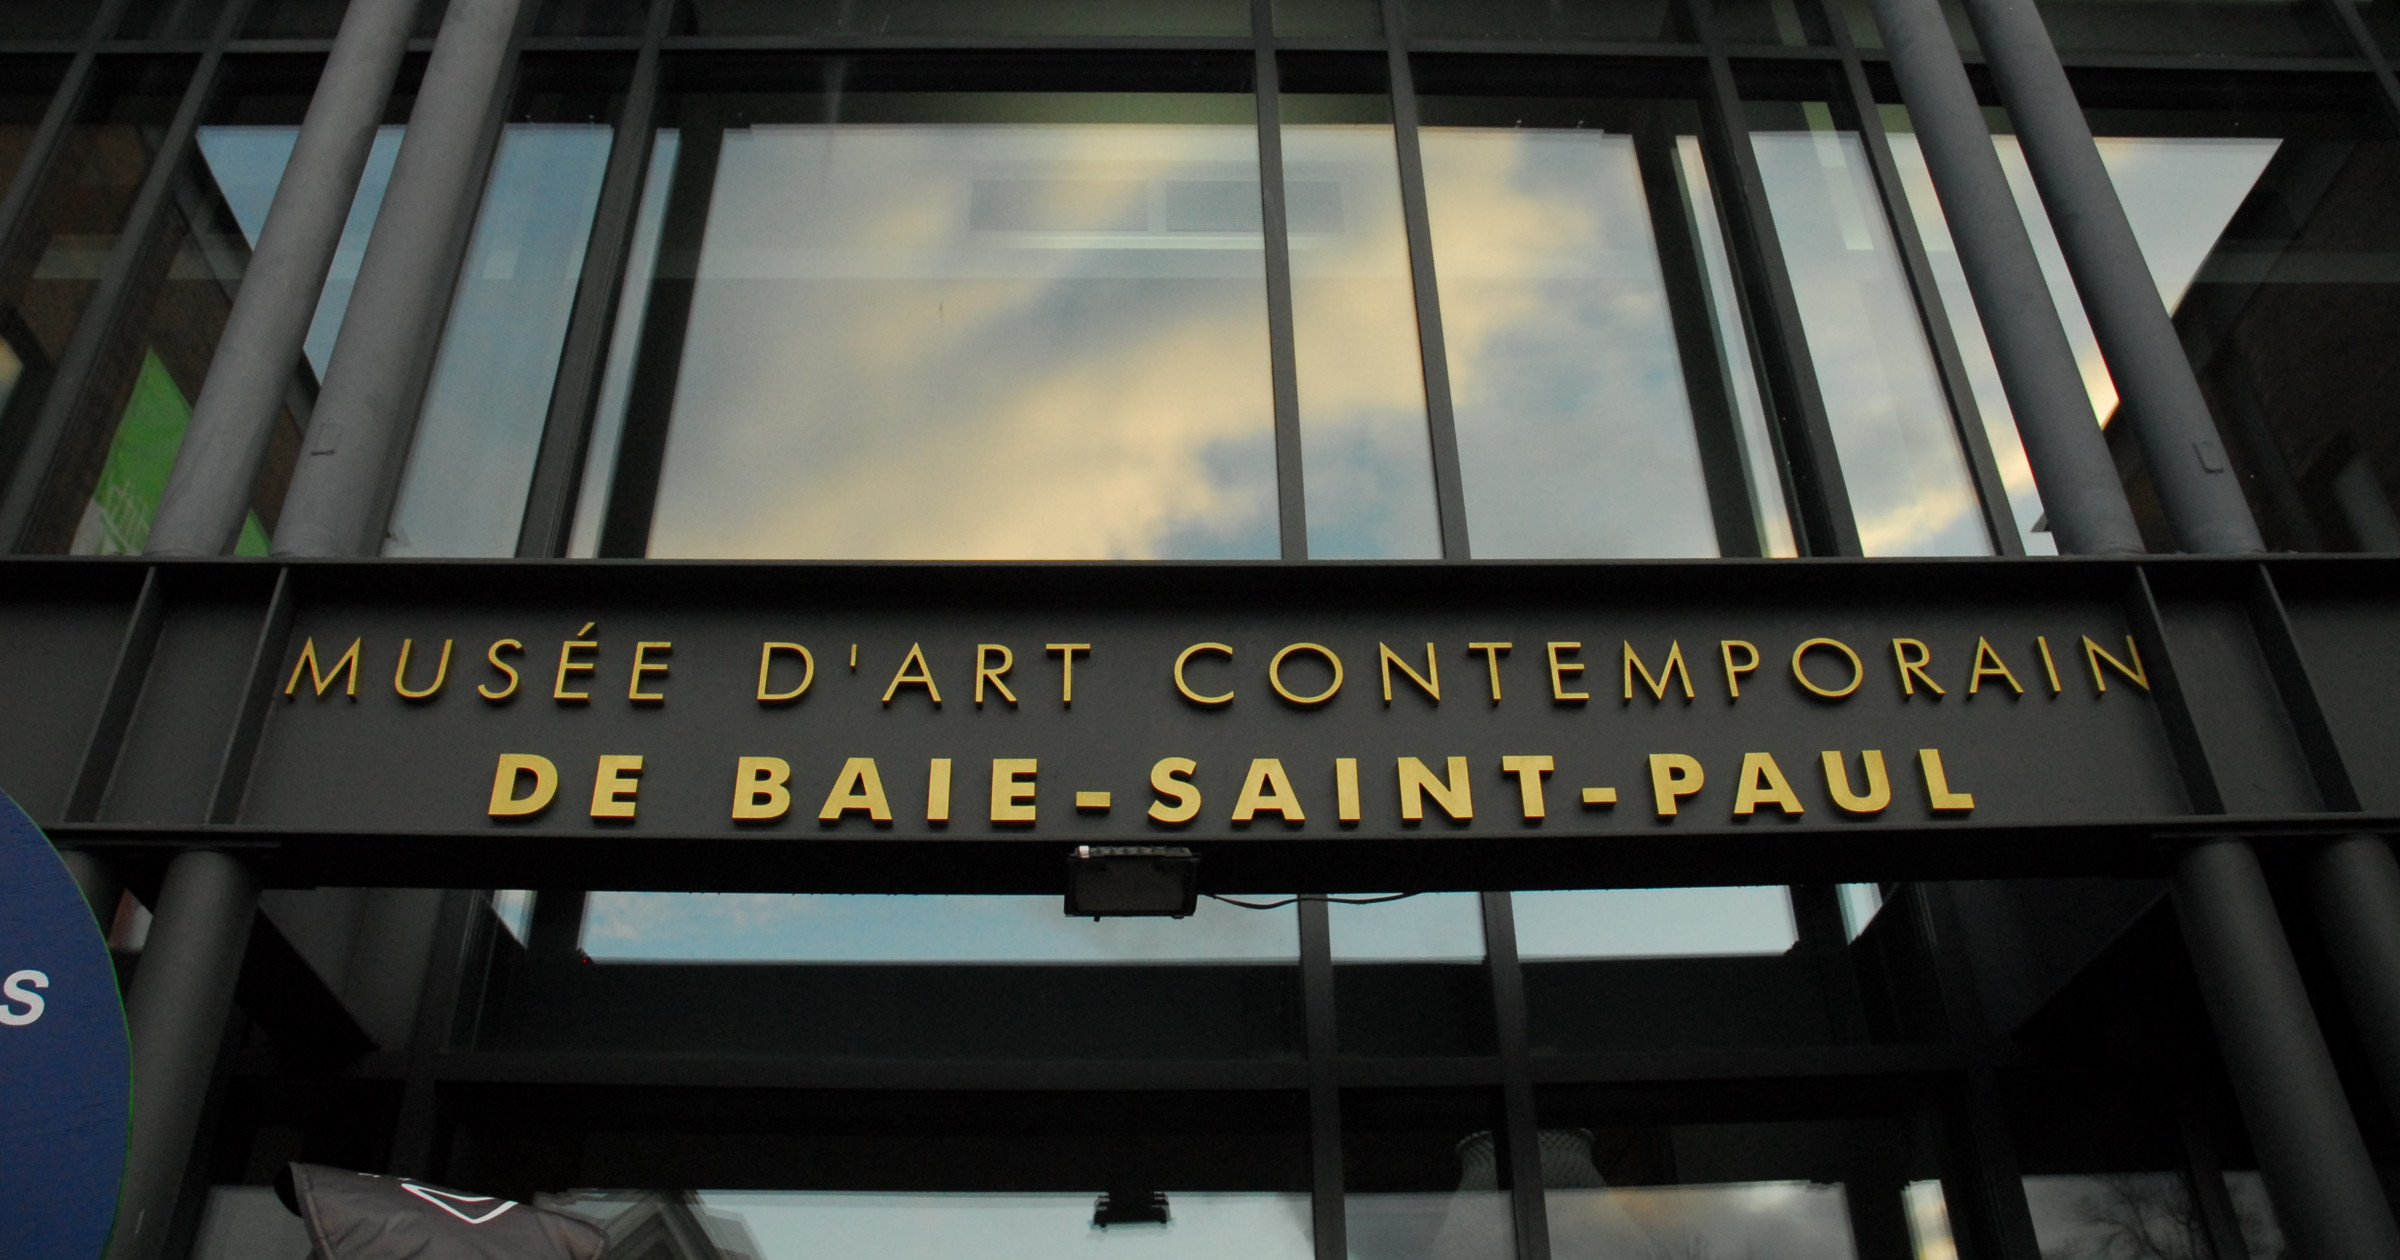 MUSÉE D'ART CONTEMPORAIN
DE BAIE-SAINT-PAUL
S